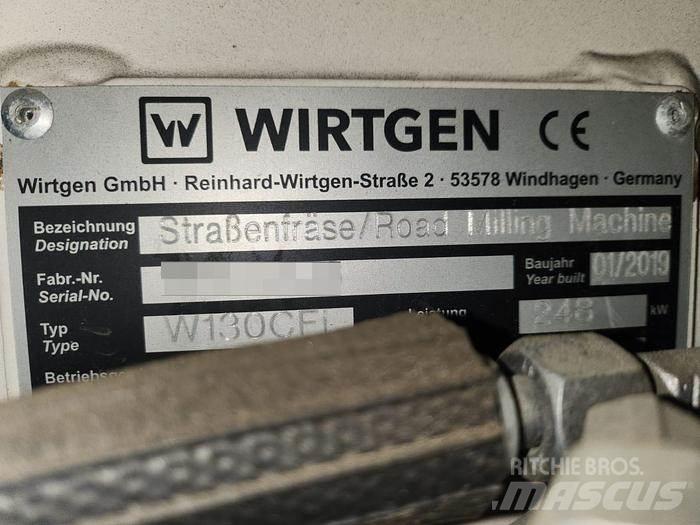 W WIRTGEN CE
Wirtgen GmbH · Reinhard-Wirtgen-Straße 2 · 53578 Windhagen · Germany
Bezeichnung Straßenfräse/Road Milling Machine
Designation
Fabr.-Nr. Baujahr 01/2019
Serial-No. Year built
Typ W130CFi Leistung 248 kW
Type
RITCHIE BROS.
MASCUS